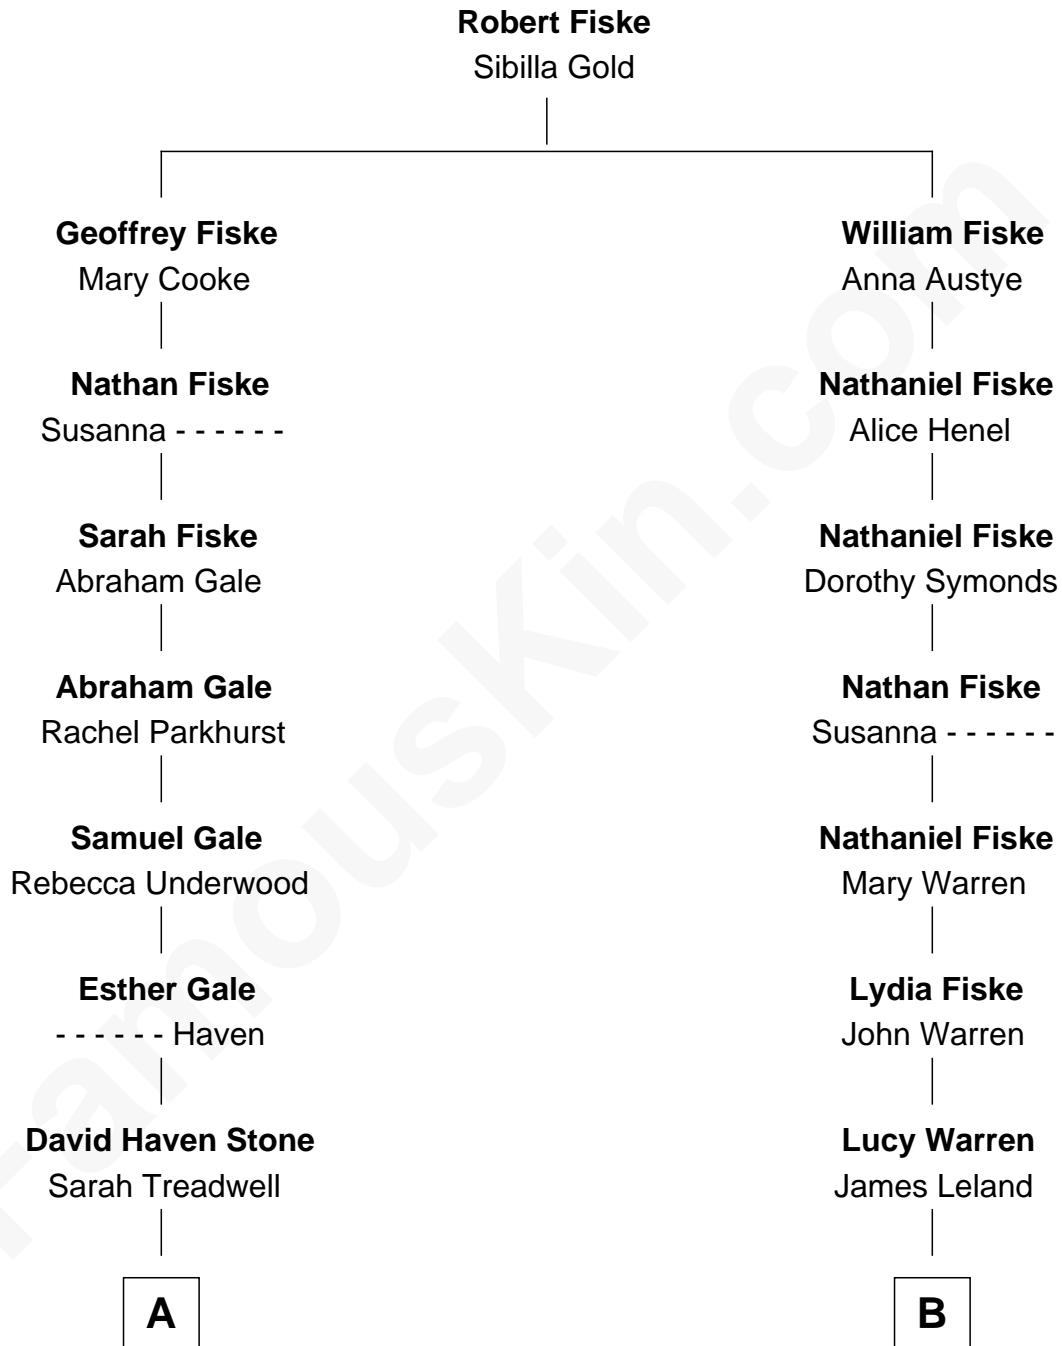 Robert Fiske
Sibilla Gold
Geoffrey Fiske
Mary Cooke
William Fiske
Anna Austye
Nathan Fiske
Susanna - - - - - -
Nathaniel Fiske
Alice Henel
Sarah Fiske
Abraham Gale
Nathaniel Fiske
Dorothy Symonds
Abraham Gale
Rachel Parkhurst
Nathan Fiske
Susanna - - - - - -
Samuel Gale
Rebecca Underwood
Nathaniel Fiske
Mary Warren
Esther Gale
- - - - - - Haven
Lydia Fiske
John Warren
David Haven Stone
Sarah Treadwell
Lucy Warren
James Leland
A
B
FamousKin.com